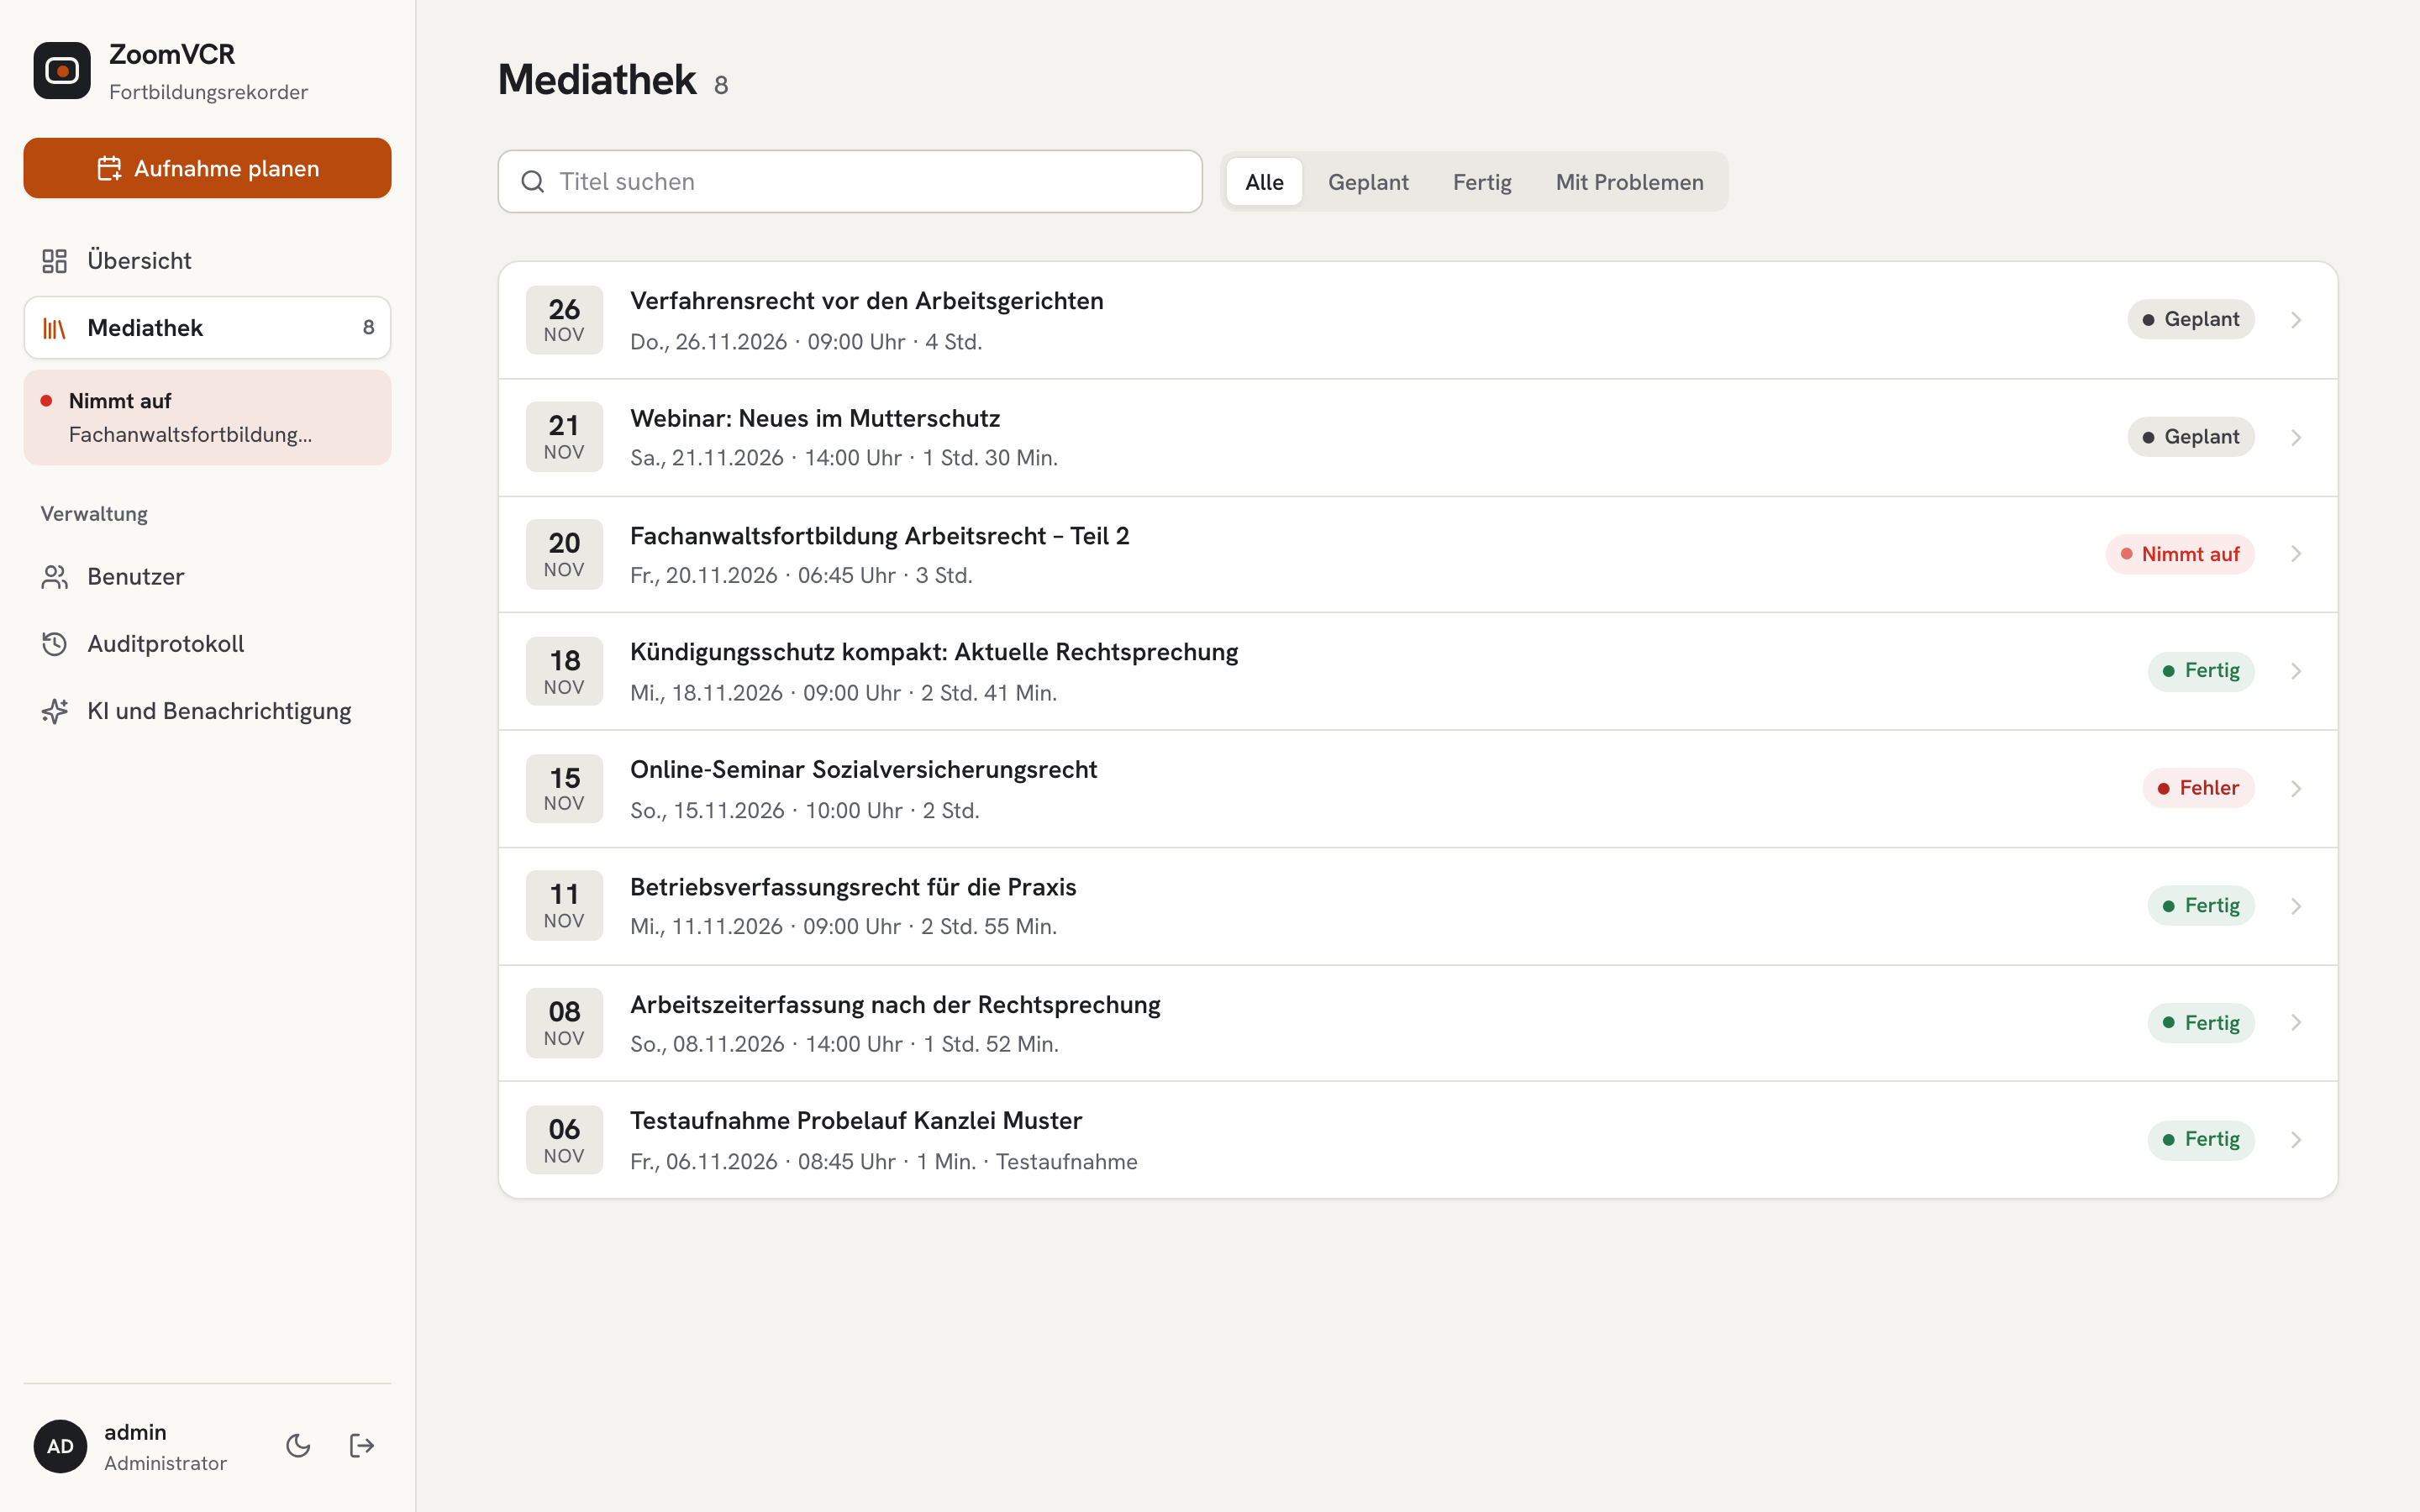 ZoomVCR
Fortbildungsrekorder
Aufnahme planen
Übersicht
Mediathek 8
Nimmt auf
Fachanwaltsfortbildung...
Verwaltung
Benutzer
Auditprotokoll
KI und Benachrichtigung
AD
admin
Administrator
Mediathek 8
Titel suchen
Alle Geplant Fertig Mit Problemen
26 NOV
Verfahrensrecht vor den Arbeitsgerichten
Do., 26.11.2026 · 09:00 Uhr · 4 Std.
Geplant
21 NOV
Webinar: Neues im Mutterschutz
Sa., 21.11.2026 · 14:00 Uhr · 1 Std. 30 Min.
Geplant
20 NOV
Fachanwaltsfortbildung Arbeitsrecht – Teil 2
Fr., 20.11.2026 · 06:45 Uhr · 3 Std.
Nimmt auf
18 NOV
Kündigungsschutz kompakt: Aktuelle Rechtsprechung
Mi., 18.11.2026 · 09:00 Uhr · 2 Std. 41 Min.
Fertig
15 NOV
Online-Seminar Sozialversicherungsrecht
So., 15.11.2026 · 10:00 Uhr · 2 Std.
Fehler
11 NOV
Betriebsverfassungsrecht für die Praxis
Mi., 11.11.2026 · 09:00 Uhr · 2 Std. 55 Min.
Fertig
08 NOV
Arbeitszeiterfassung nach der Rechtsprechung
So., 08.11.2026 · 14:00 Uhr · 1 Std. 52 Min.
Fertig
06 NOV
Testaufnahme Probelauf Kanzlei Muster
Fr., 06.11.2026 · 08:45 Uhr · 1 Min. · Testaufnahme
Fertig